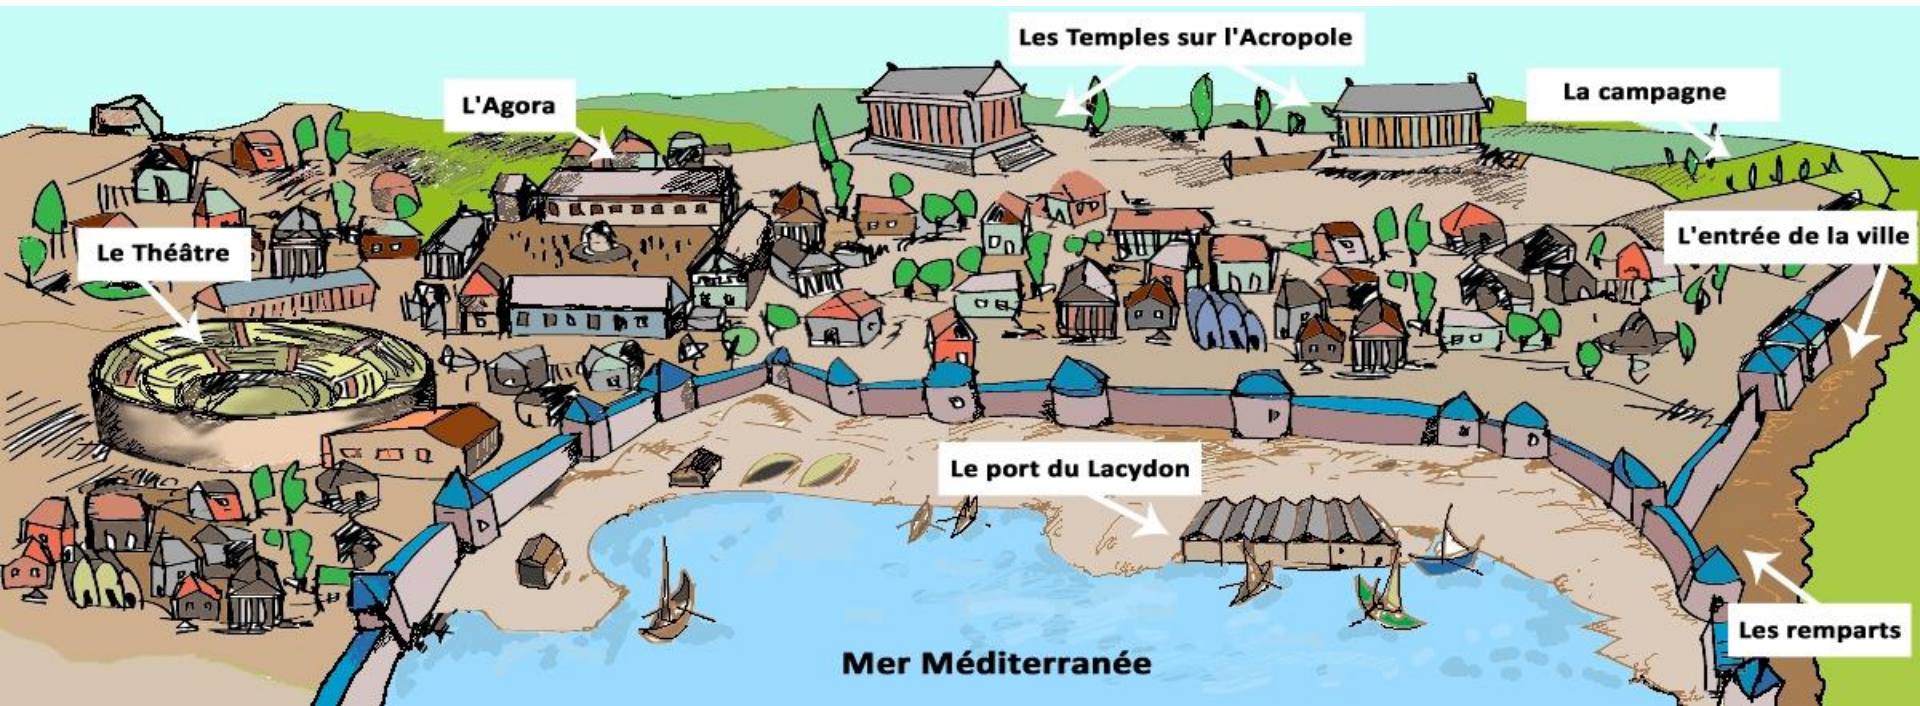 Les Temples sur l'Acropole
L'Agora
La campagne
Le Théâtre
L'entrée de la ville
Le port du Lacydon
Les remparts
Mer Méditerranée